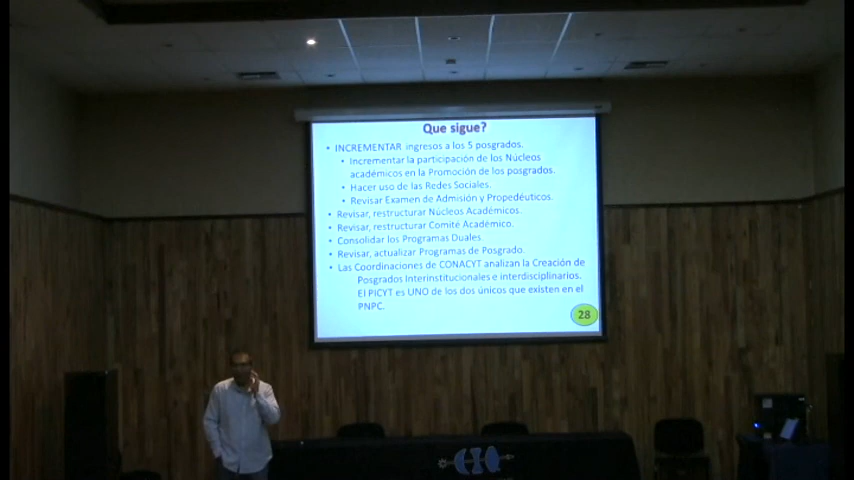 Que sigue?
• INCREMENTAR ingresos a los 5 posgrados.
• Incrementar la participación de los Núcleos
académicos en la Promoción de los posgrados.
• Hacer uso de las Redes Sociales.
• Revisar Examen de Admisión y Propedéuticos.
• Revisar, restructurar Núcleos Académicos.
• Revisar, restructurar Comité Académico.
• Consolidar los Programas Duales
• Revisar, actualizar Programas de Posgrado.
• Las Coordinaciones de CONACYT analizan la Creación de
Posgrados Interinstitucionales e interdisciplinarios.
El PICYT es UNO de los dos únicos que existen en el
PNPC.
28
CIO